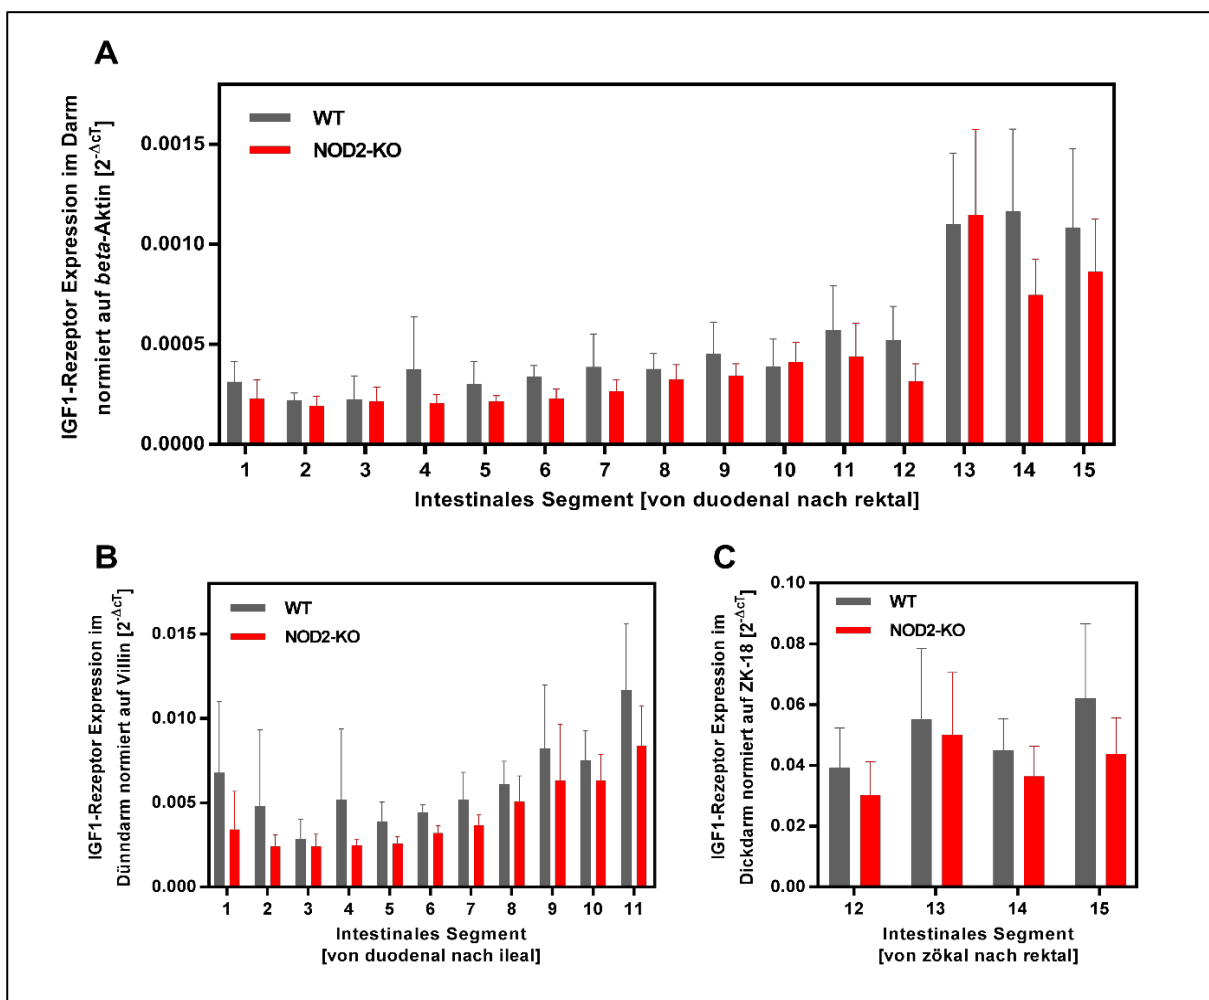 A
IGF1-Rezeptor Expression im Darm
normiert auf beta-Aktin [2-ΔcT]
WT
NOD2-KO
0.0015
0.0010
0.0005
0.0000
1 2 3 4 5 6 7 8 9 10 11 12 13 14 15
Intestinales Segment [von duodenal nach rektal]
B
IGF1-Rezeptor Expression im
Dünndarm normiert auf Villin [2-ΔcT]
WT
NOD2-KO
0.015
0.010
0.005
0.000
1 2 3 4 5 6 7 8 9 10 11
Intestinales Segment
[von duodenal nach ileal]
C
IGF1-Rezeptor Expression im
Dickdarm normiert auf ZK-18 [2-ΔcT]
WT
NOD2-KO
0.10
0.08
0.06
0.04
0.02
0.00
12 13 14 15
Intestinales Segment
[von zökal nach rektal]